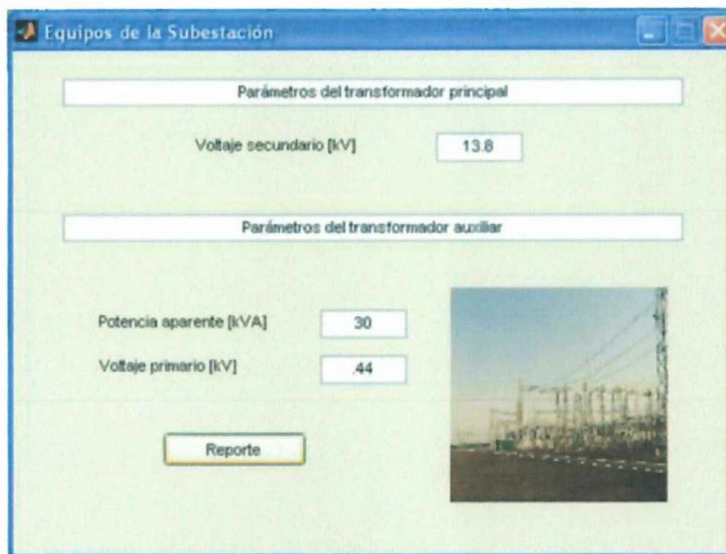 Equipos de la Subestación
Parámetros del transformador principal
Voltaje secundario [kV] 13.8
Parámetros del transformador auxiliar
Potencia aparente [kVA] 30
Voltaje primario [kV] .44
Reporte